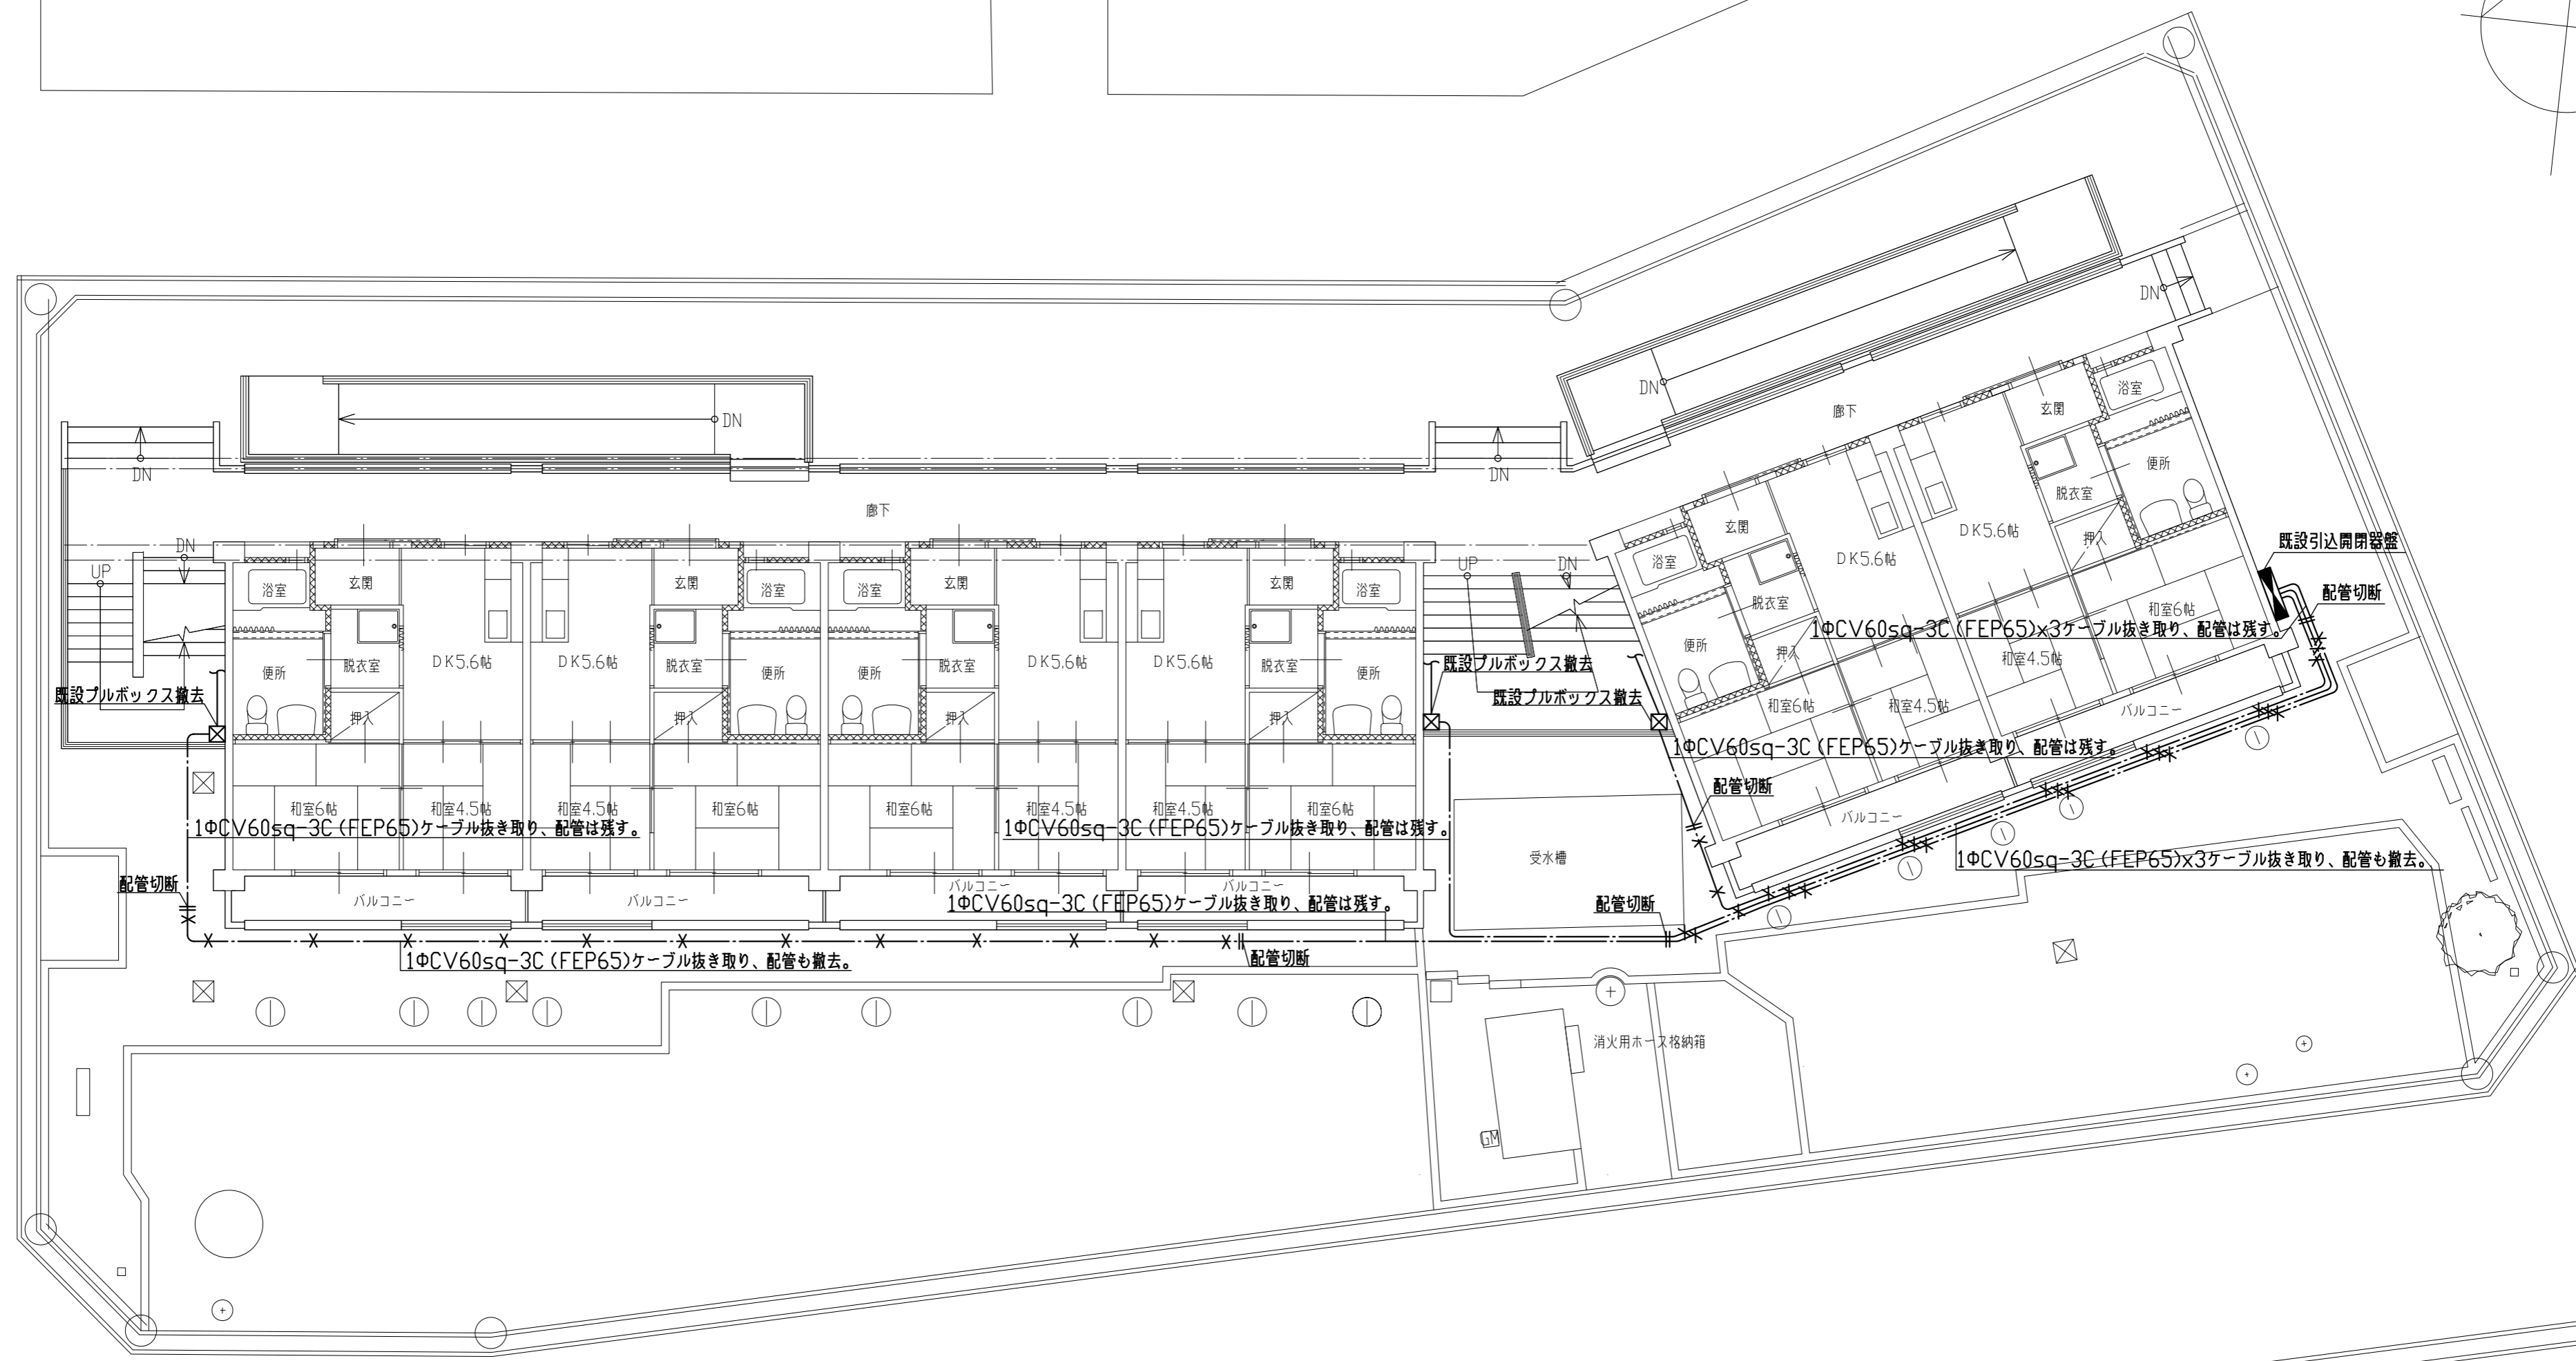 DN
DN
DN
DN
DN
廊下
廊下
DN
UP
UP
DN
浴室
玄関
玄関
浴室
浴室
玄関
玄関
浴室
便所
脱衣室
DK5.6帖
DK5.6帖
脱衣室
便所
便所
脱衣室
DK5.6帖
DK5.6帖
脱衣室
便所
押入
押入
押入
押入
既設プルボックス撤去
既設プルボックス撤去
既設プルボックス撤去
和室6帖
和室4.5帖
和室4.5帖
和室6帖
和室6帖
和室4.5帖
和室4.5帖
和室6帖
1ΦCV60sq-3C(FEP65)ケーブル抜き取り、配管は残す。
1ΦCV60sq-3C(FEP65)ケーブル抜き取り、配管は残す。
配管切断
バルコニー
バルコニー
バルコニー
バルコニー
1ΦCV60sq-3C(FEP65)ケーブル抜き取り、配管は残す。
1ΦCV60sq-3C(FEP65)ケーブル抜き取り、配管も撤去。
配管切断
浴室
玄関
DK5.6帖
DK5.6帖
玄関
浴室
便所
脱衣室
押入
押入
脱衣室
便所
既設引込開閉器盤
配管切断
1ΦCV60sq-3C(FEP65)x3ケーブル抜き取り、配管は残す。
和室6帖
和室4.5帖
和室4.5帖
和室6帖
バルコニー
1ΦCV60sq-3C(FEP65)ケーブル抜き取り、配管は残す。
配管切断
バルコニー
受水槽
1ΦCV60sq-3C(FEP65)x3ケーブル抜き取り、配管も撤去。
配管切断
消火用ホース格納箱
GM